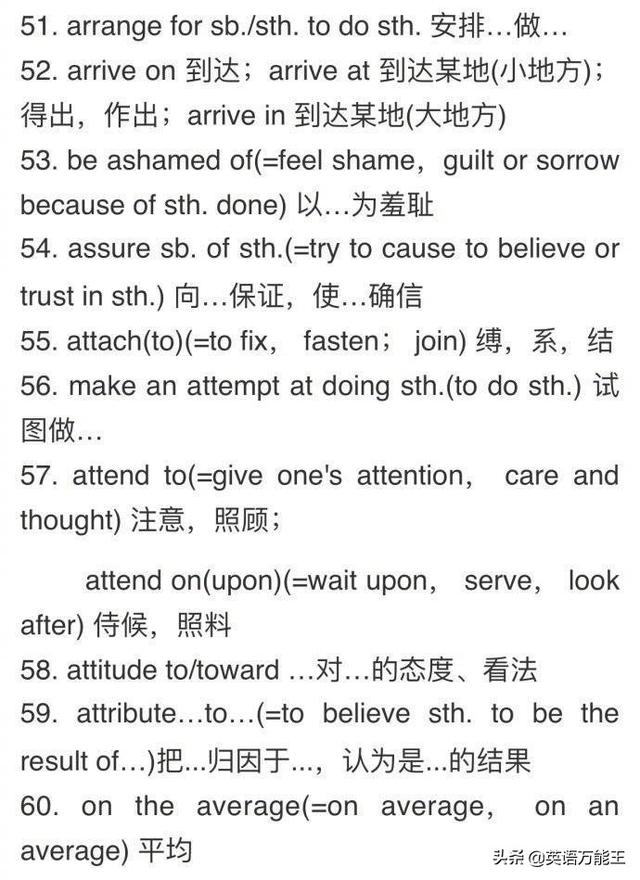 51. arrange for sb./sth. to do sth. 安排…做…
52. arrive on 到达；arrive at 到达某地(小地方)；
得出，作出；arrive in 到达某地(大地方)
53. be ashamed of(=feel shame，guilt or sorrow
because of sth. done) 以…为羞耻
54. assure sb. of sth.(=try to cause to believe or
trust in sth.) 向…保证，使…确信
55. attach(to)(=to fix， fasten； join) 缚，系，结
56. make an attempt at doing sth.(to do sth.) 试
图做…
57. attend to(=give one's attention， care and
thought) 注意，照顾；
attend on(upon)(=wait upon， serve， look
after) 侍候，照料
58. attitude to/toward …对…的态度、看法
59. attribute…to…(=to believe sth. to be the
result of…)把...归因于...，认为是...的结果
60. on the average(=on average， on an
average) 平均
头条 @英语万能王